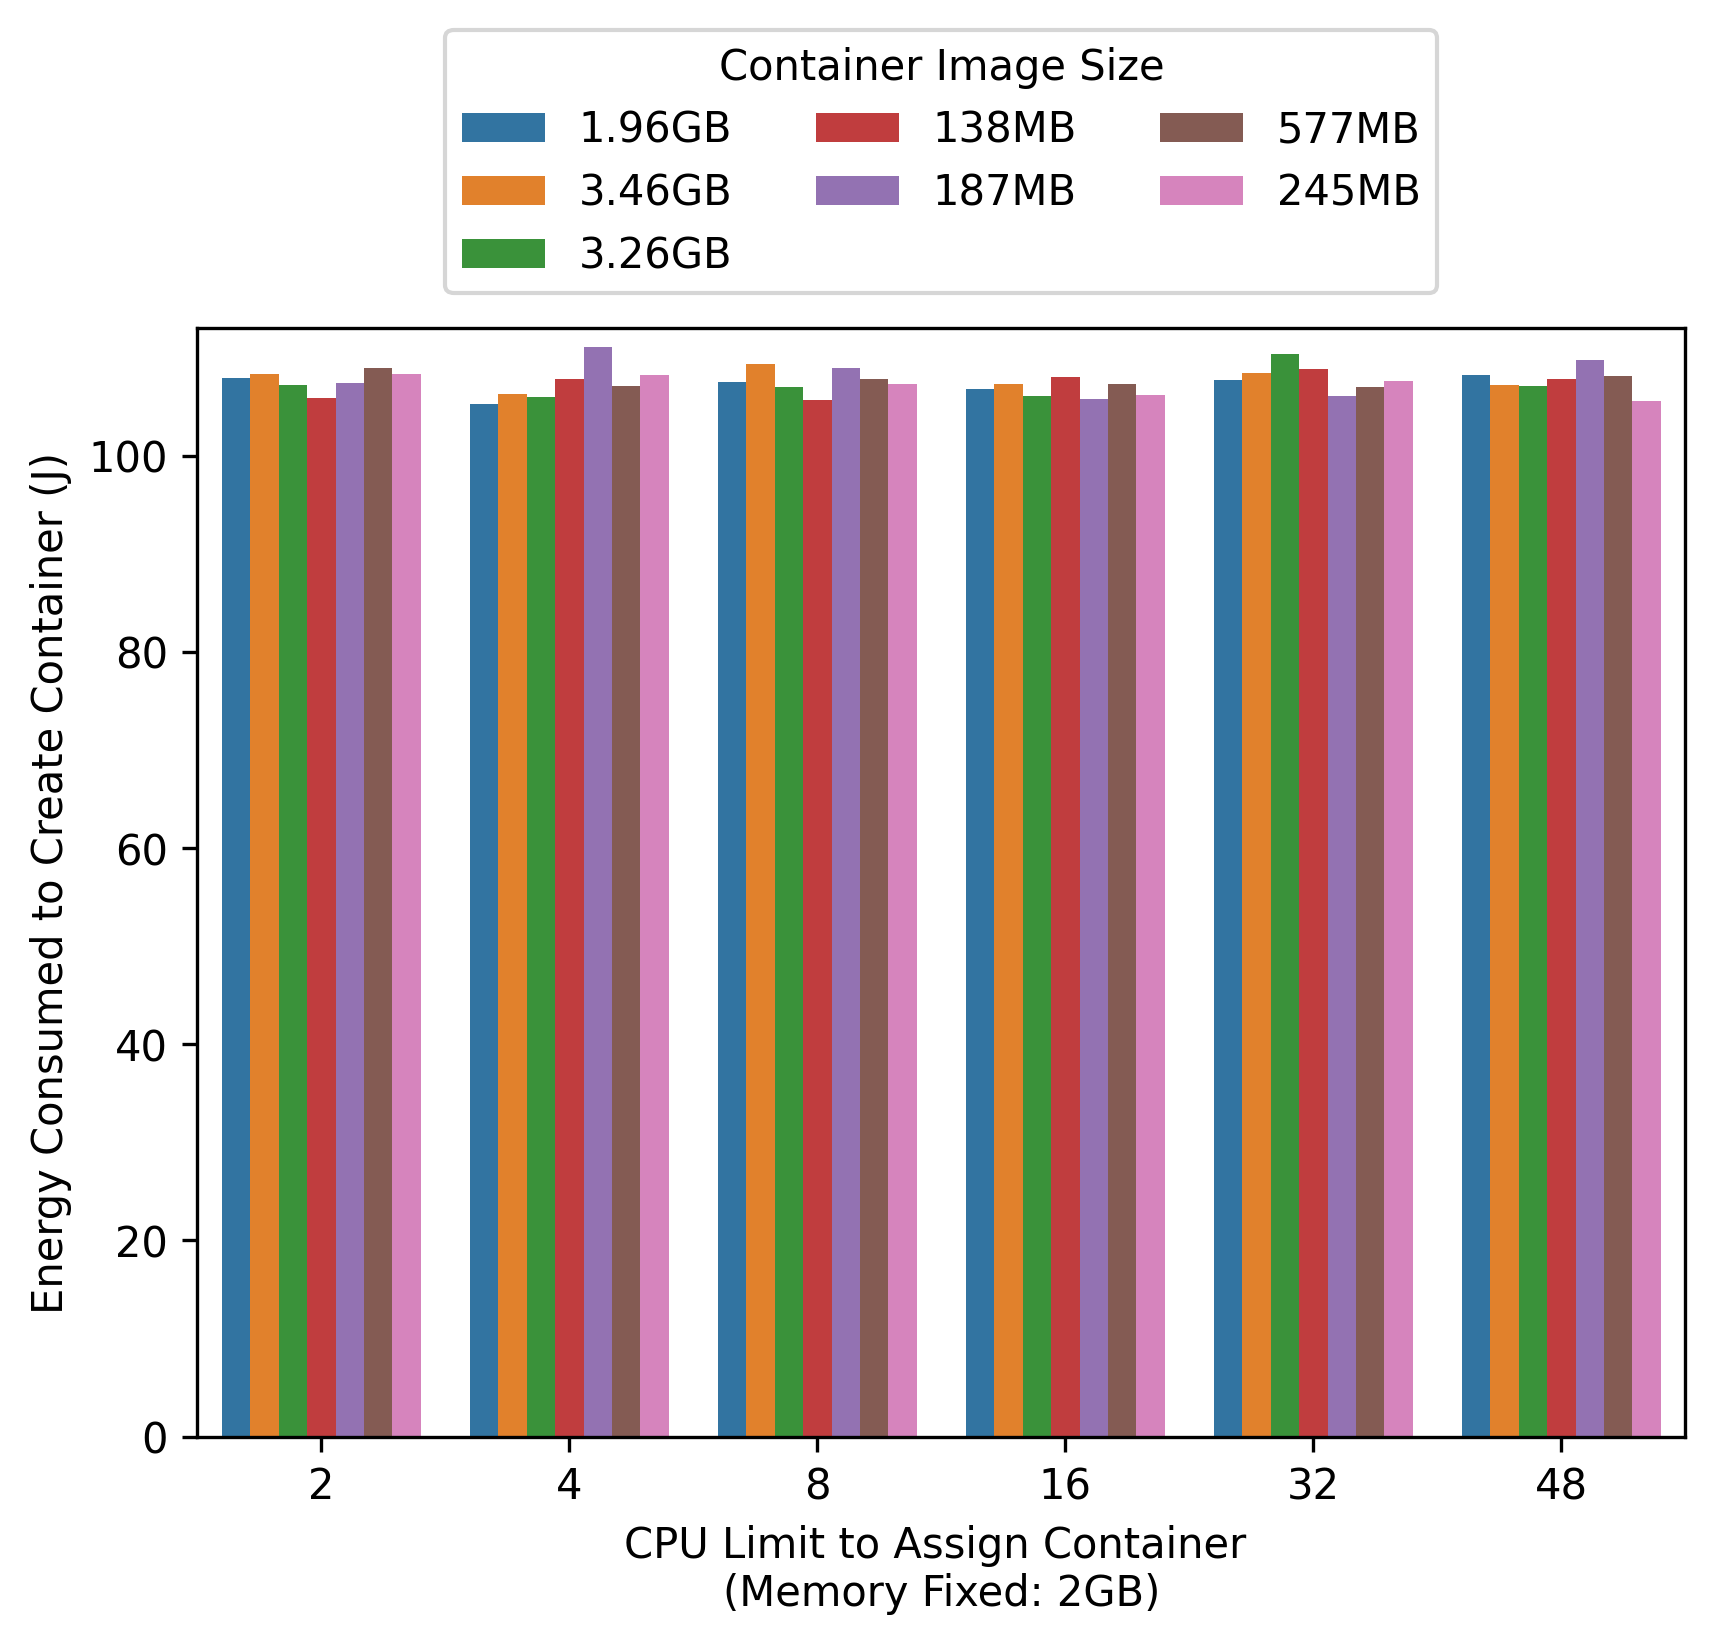 Container Image Size
1.96GB 138MB 577MB
3.46GB 187MB 245MB
3.26GB
Energy Consumed to Create Container (J)
100
80
60
40
20
0
2 4 8 16 32 48
CPU Limit to Assign Container
(Memory Fixed: 2GB)